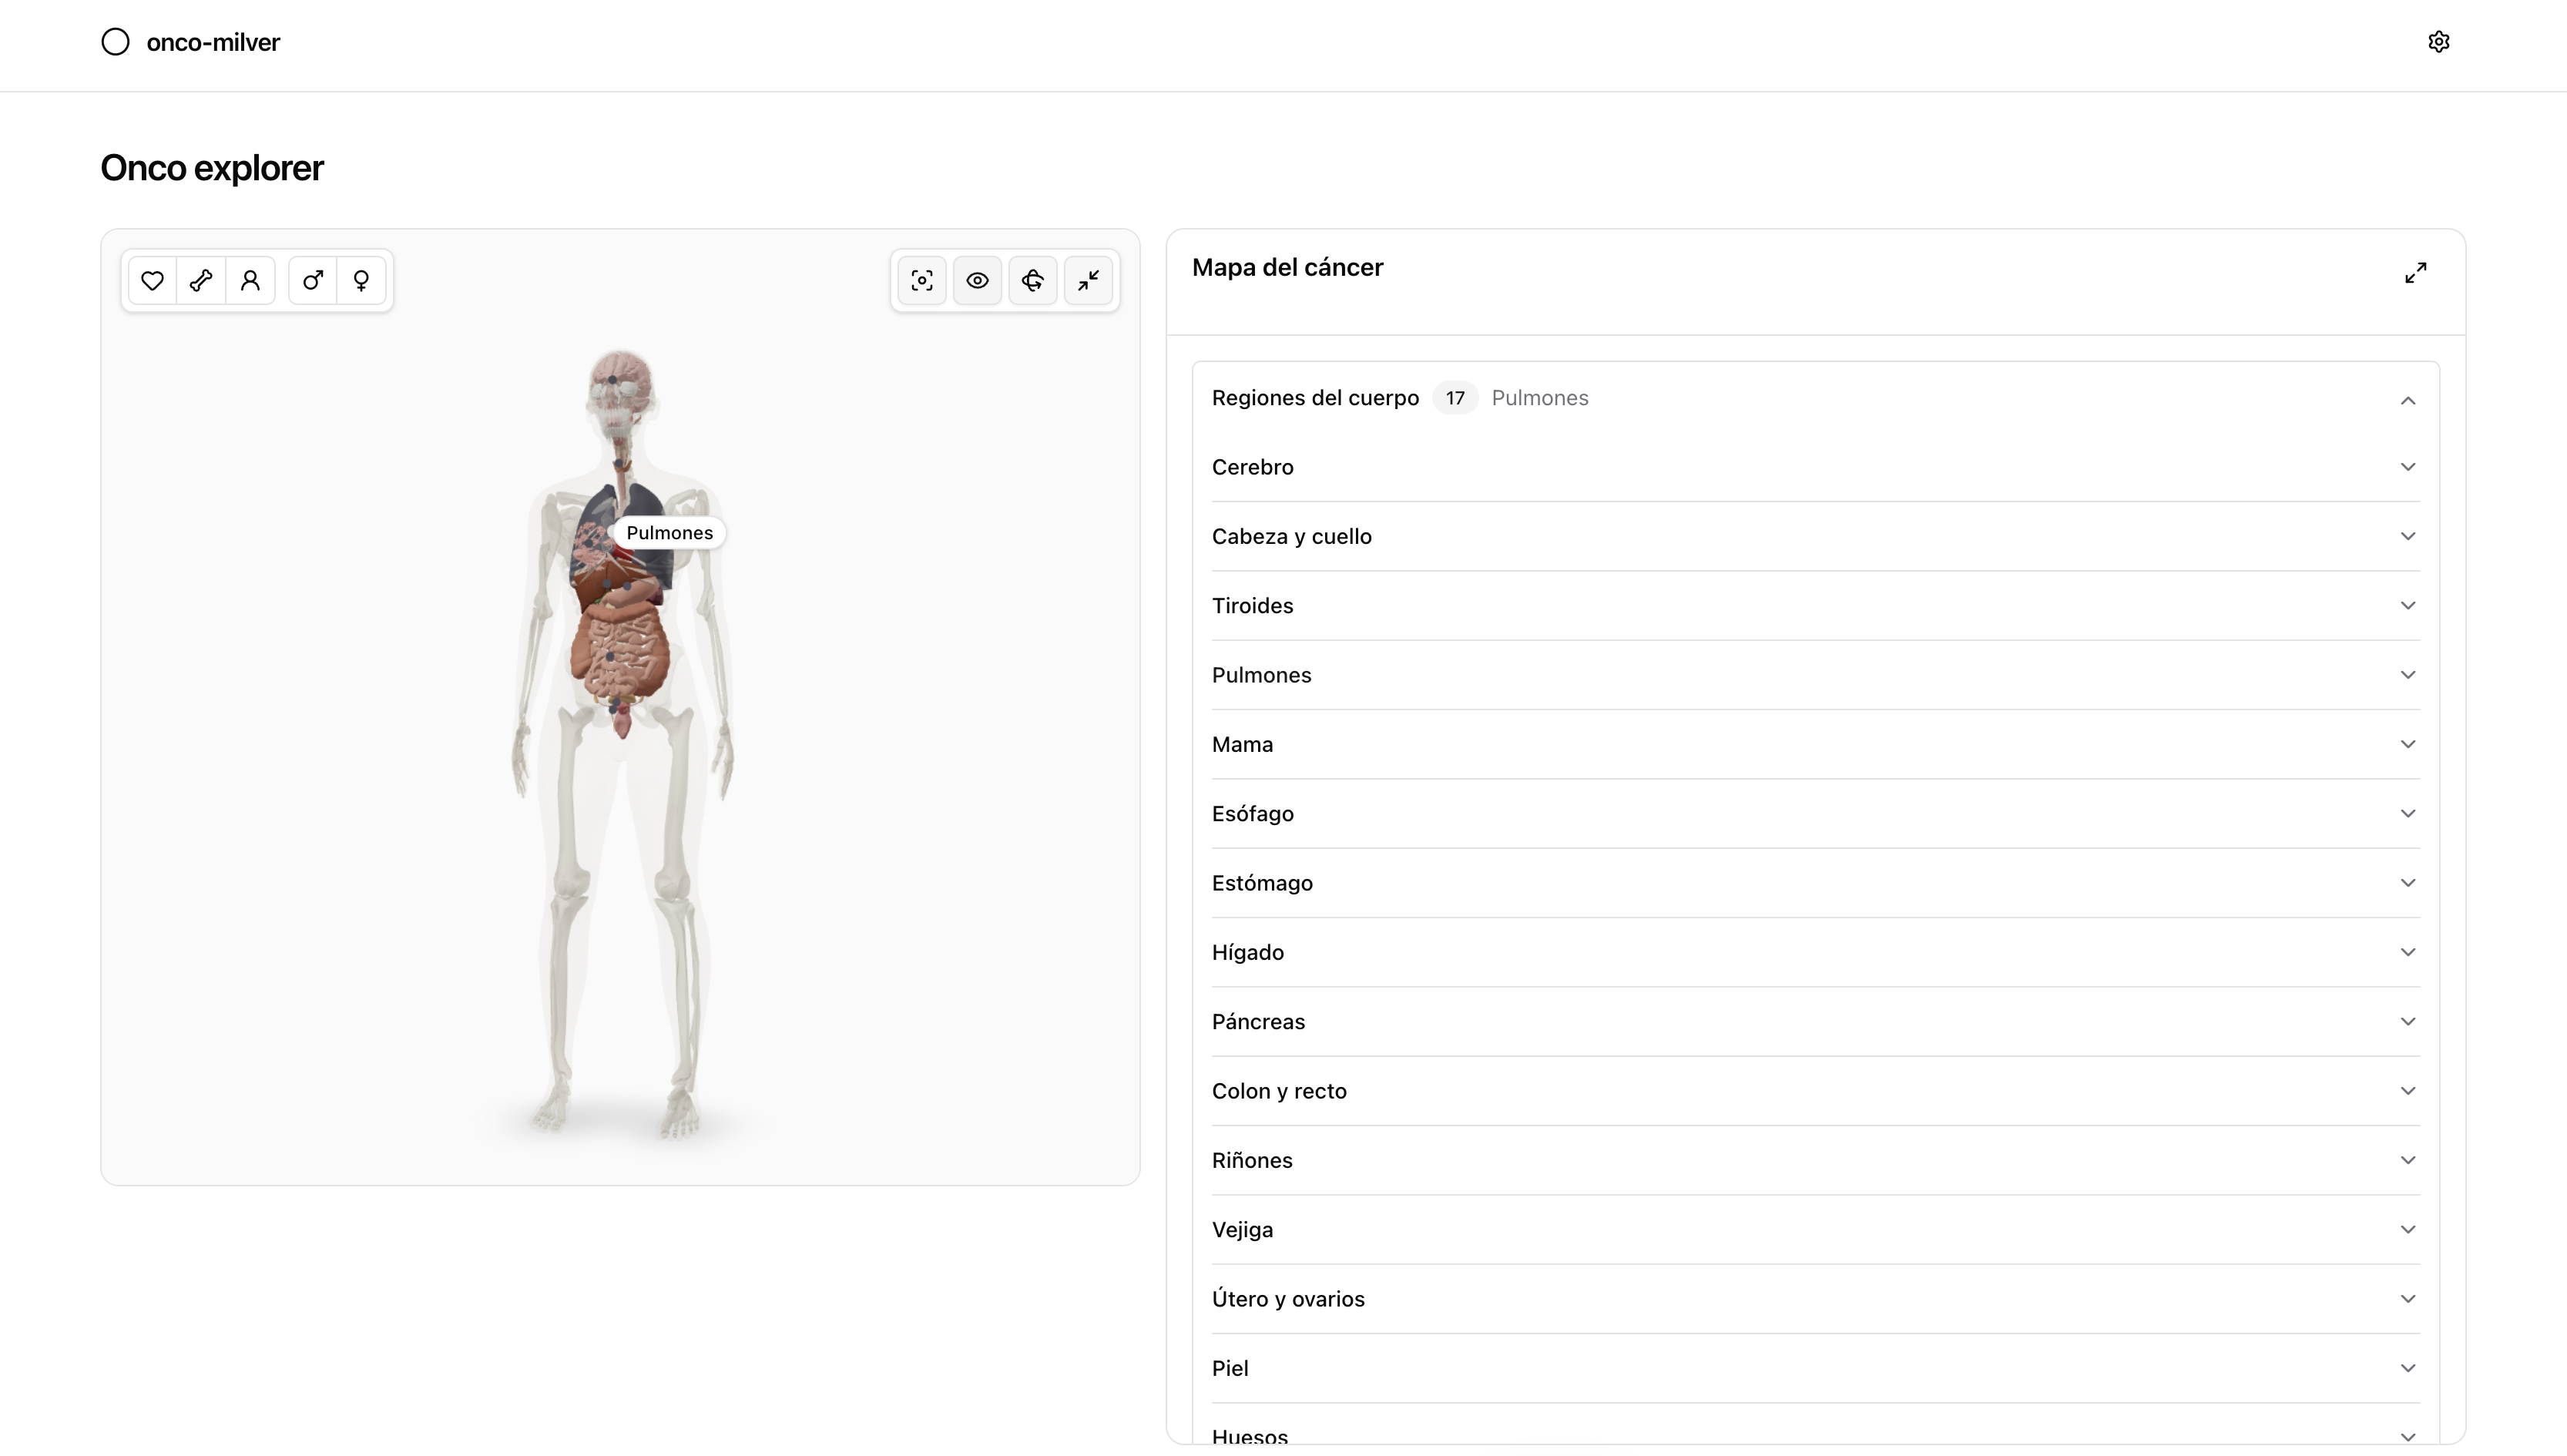 onco-milver
Onco explorer
Pulmones
Mapa del cáncer
Regiones del cuerpo 17 Pulmones
Cerebro
Cabeza y cuello
Tiroides
Pulmones
Mama
Esófago
Estómago
Hígado
Páncreas
Colon y recto
Riñones
Vejiga
Útero y ovarios
Piel
Huesos